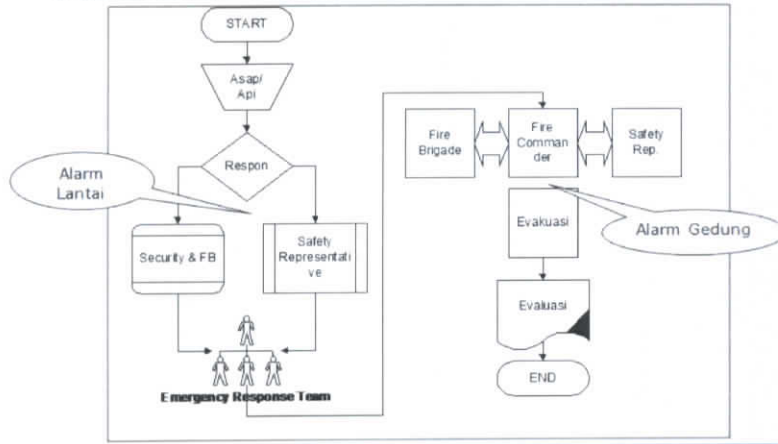 START
Asap/
Api
Respon
Alarm
Lantai
Security & FB
Safety
Representati
ve
Emergency Response Team
Fire
Brigade
Fire
Comman
der
Safety
Rep.
Alarm Gedung
Evakuasi
Evaluasi
END